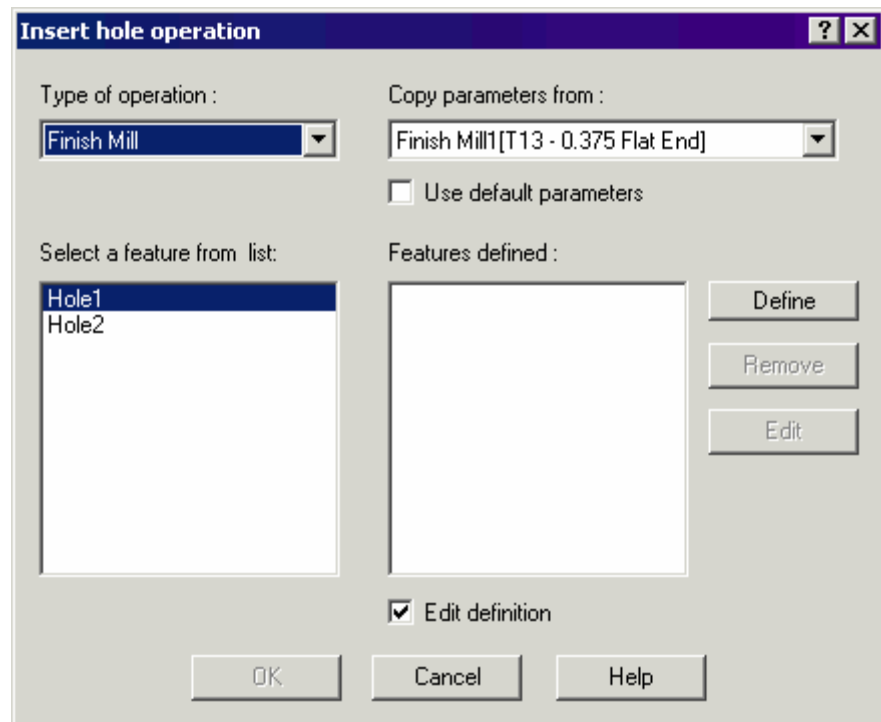 Insert hole operation
Type of operation :
Copy parameters from :
Finish Mill
Finish Mill1[T13 - 0.375 Flat End]
Use default parameters
Select a feature from  list:
Features defined :
Hole1
Hole2
Define
Remove
Edit
Edit definition
OK
Cancel
Help